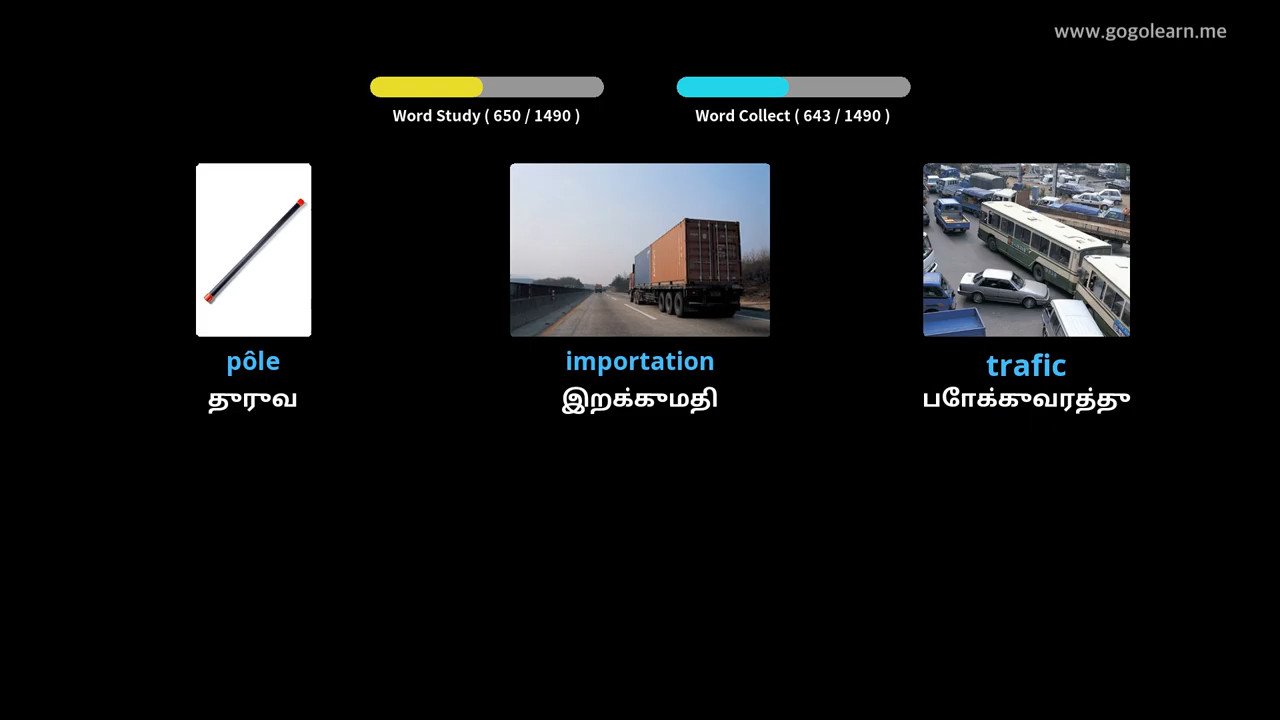 www.gogolearn.me
Word Study ( 650 / 1490 )
Word Collect ( 643 / 1490 )
pôle
importation
trafic
துருவ
இறக்குமதி
போக்குவரத்து